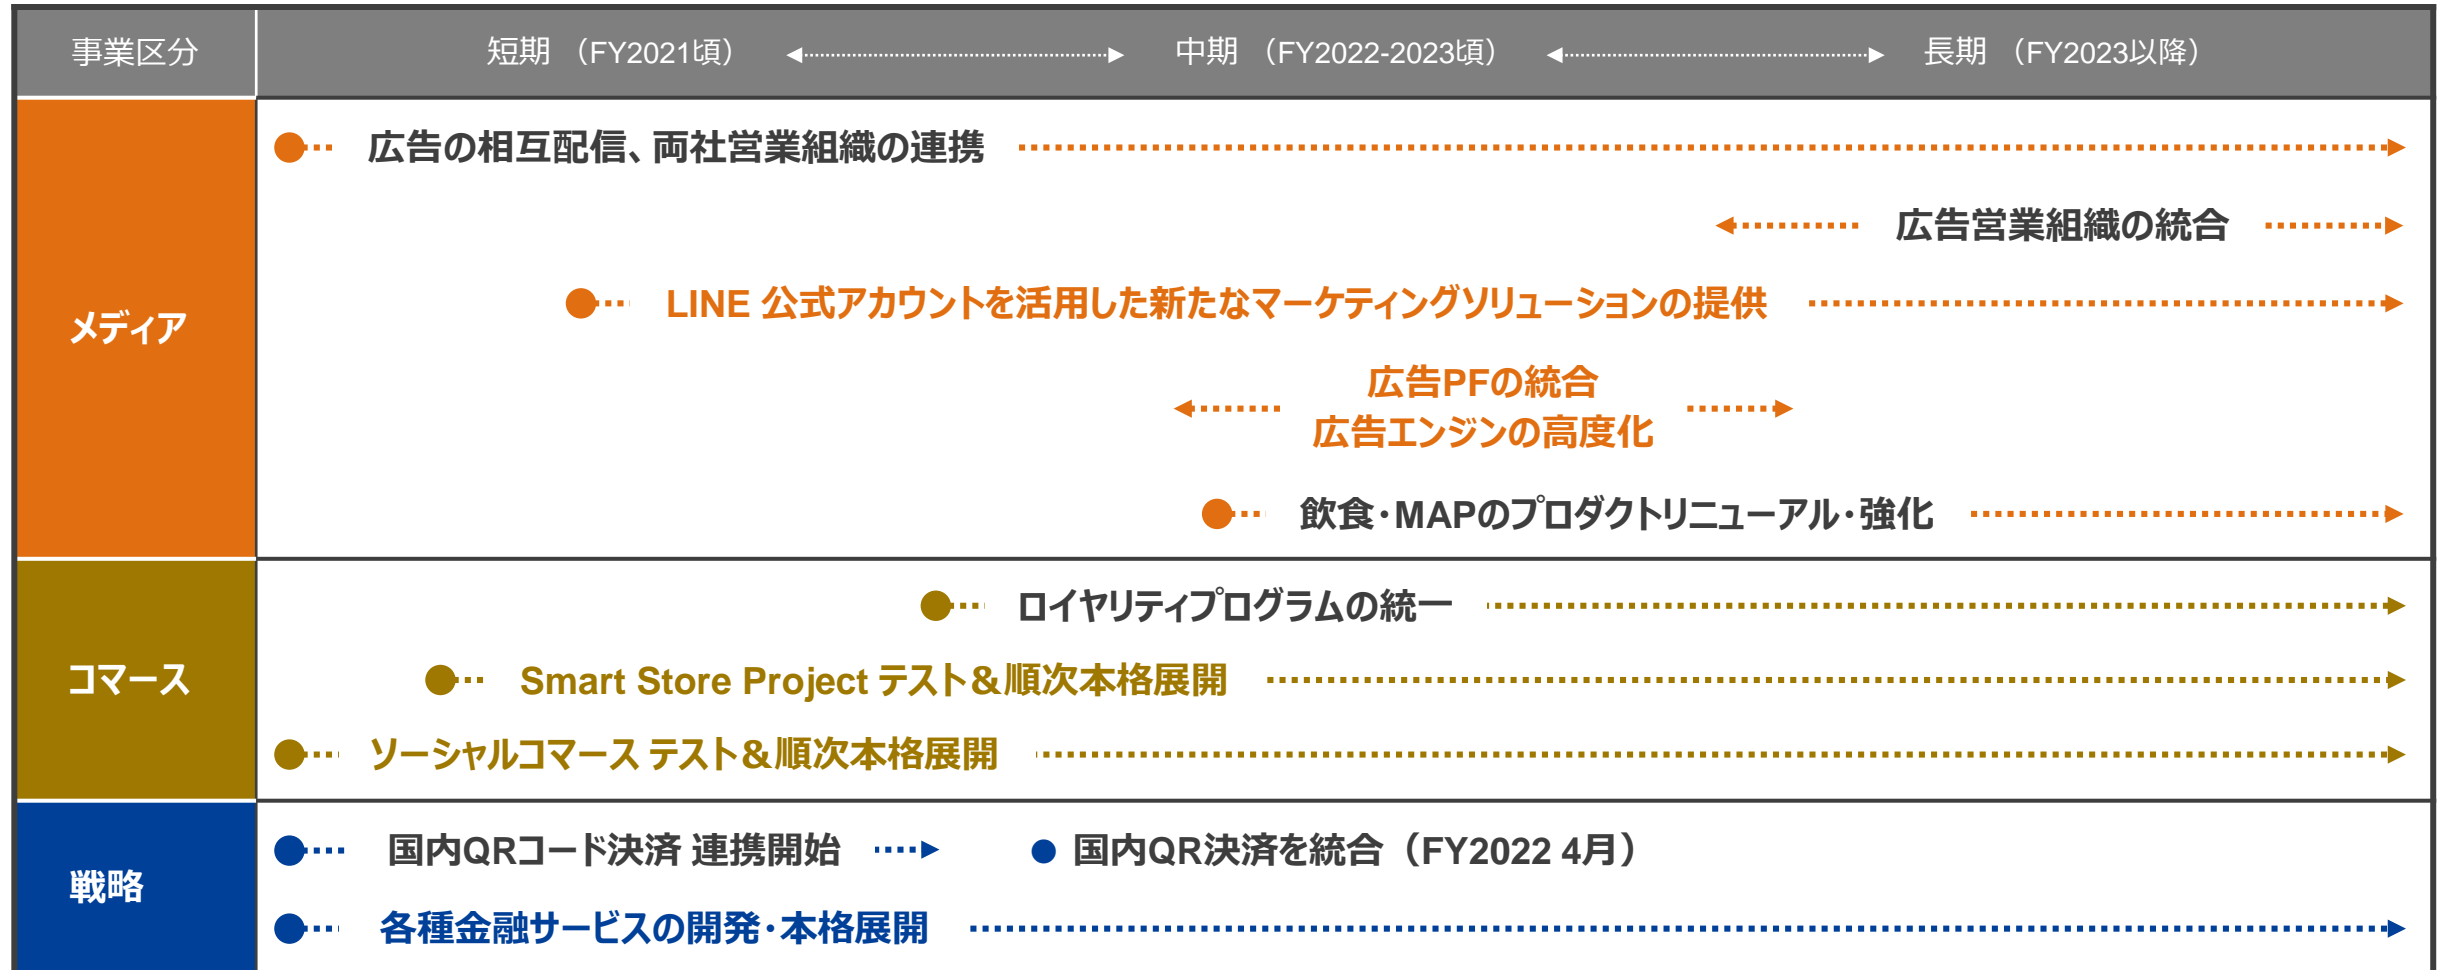 事業区分
短期 （FY2021頃） 中期 （FY2022-2023頃） 長期 （FY2023以降）
メディア
広告の相互配信、両社営業組織の連携
広告営業組織の統合
LINE 公式アカウントを活用した新たなマーケティングソリューションの提供
広告PFの統合
広告エンジンの高度化
飲食・MAPのプロダクトリニューアル・強化
コマース
ロイヤリティプログラムの統一
Smart Store Project テスト＆順次本格展開
ソーシャルコマース テスト＆順次本格展開
戦略
国内QRコード決済 連携開始 国内QR決済を統合（FY2022 4月）
各種金融サービスの開発・本格展開